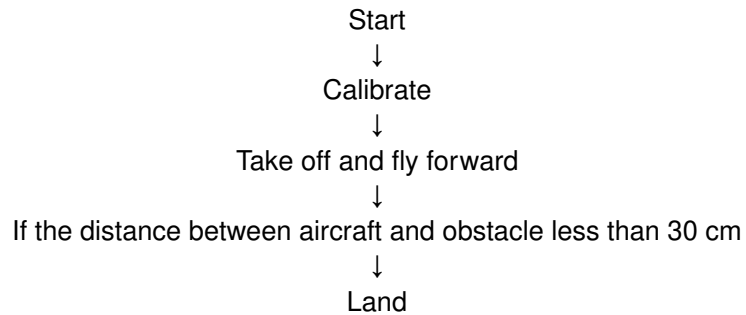 Start
↓
Calibrate
↓
Take off and fly forward
↓
If the distance between aircraft and obstacle less than 30 cm
↓
Land